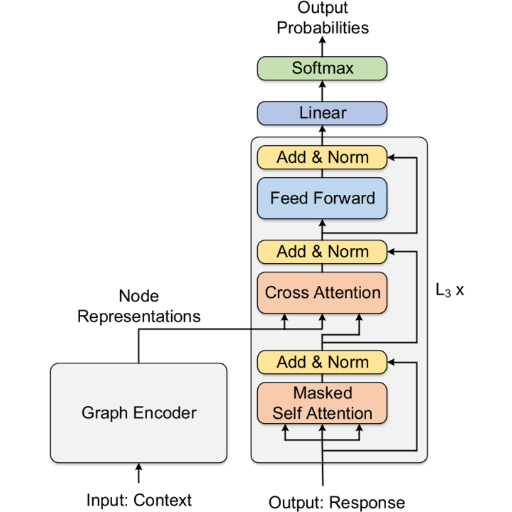 Output
Probabilities
Softmax
Linear
Add & Norm
Feed Forward
Add & Norm
Cross Attention
L₃ x
Node
Representations
Add & Norm
Masked
Self Attention
Graph Encoder
Input: Context
Output: Response